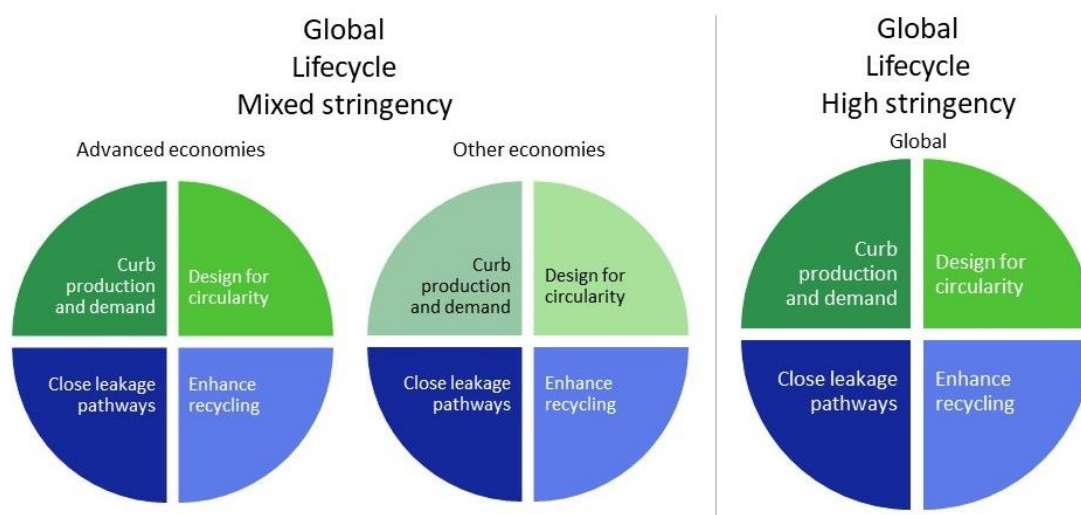 Global
Lifecycle
Mixed stringency
Advanced economies
Curb
production
and demand
Design for
circularity
Close leakage
pathways
Enhance
recycling
Other economies
Curb
production
and demand
Design for
circularity
Close leakage
pathways
Enhance
recycling
Global
Lifecycle
High stringency
Global
Curb
production
and demand
Design for
circularity
Close leakage
pathways
Enhance
recycling